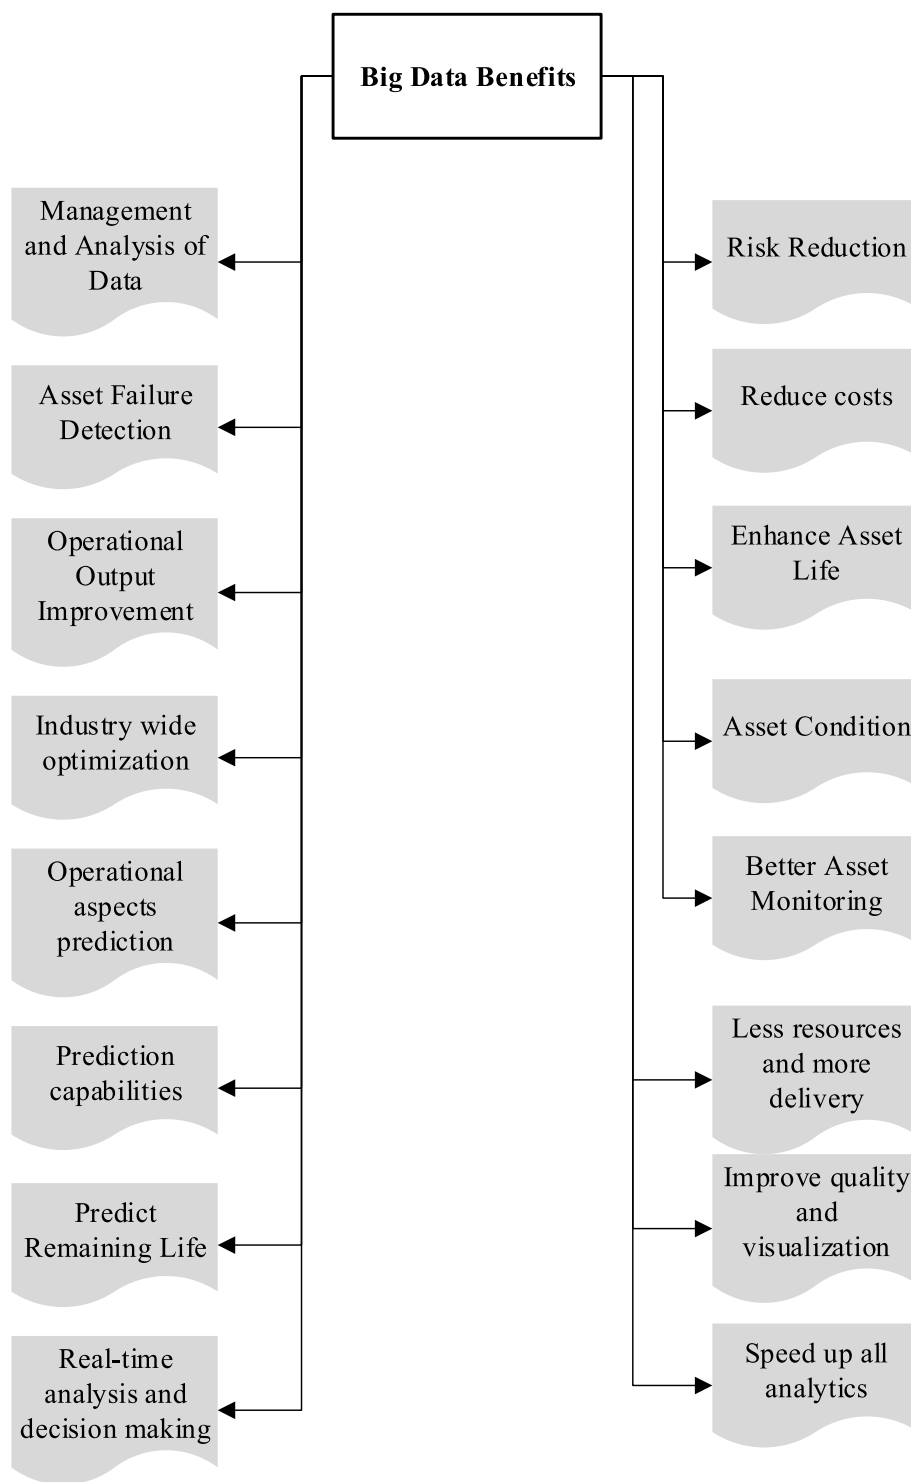 Big Data Benefits
Management
and Analysis of
Data
Asset Failure
Detection
Operational
Output
Improvement
Industry wide
optimization
Operational
aspects
prediction
Prediction
capabilities
Predict
Remaining Life
Real-time
analysis and
decision making
Risk Reduction
Reduce costs
Enhance Asset
Life
Asset Condition
Better Asset
Monitoring
Less resources
and more
delivery
Improve quality
and
visualization
Speed up all
analytics